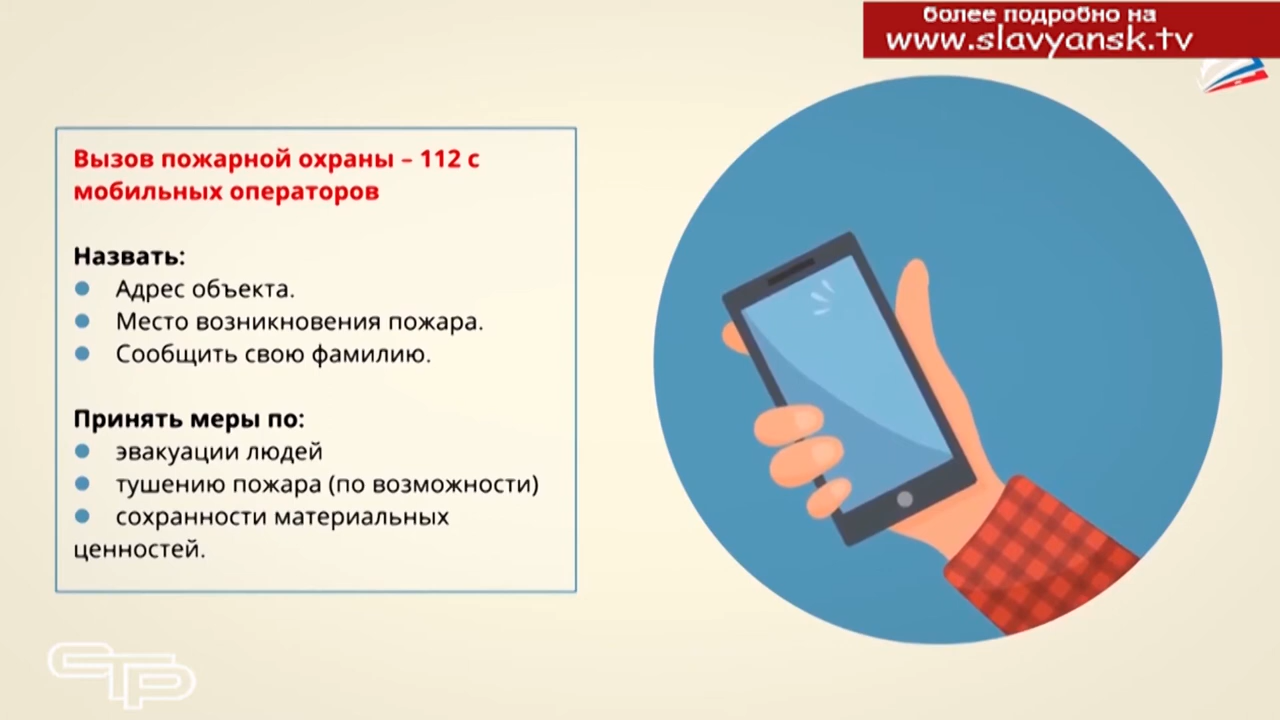 более подробно на
www.slavyansk.tv
Вызов пожарной охраны – 112 с
мобильных операторов
Назвать:
Адрес объекта.
Место возникновения пожара.
Сообщить свою фамилию.
Принять меры по:
эвакуации людей
тушению пожара (по возможности)
сохранности материальных
ценностей.
СТР